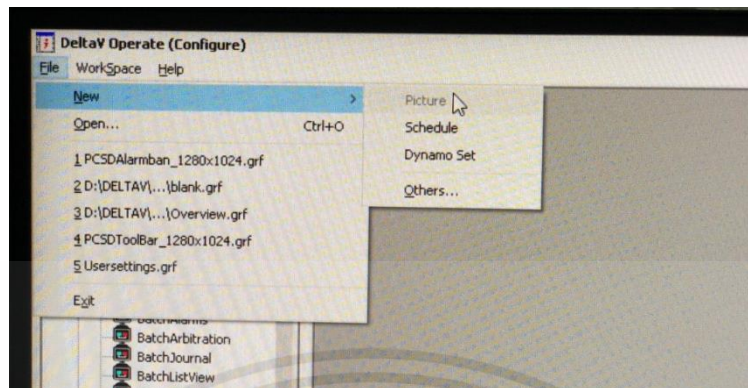 DeltaV Operate (Configure)
File WorkSpace Help
New >
Picture
Open... Ctrl+O
Schedule
Dynamo Set
Others...
1 PCSDAlarmban_1280x1024.grf
2 D:\DELTAV\...\blank.grf
3 D:\DELTAV\...\Overview.grf
4 PCSDToolBar_1280x1024.grf
5 Usersettings.grf
Exit
BatchAlarms
BatchArbitration
BatchJournal
BatchListView